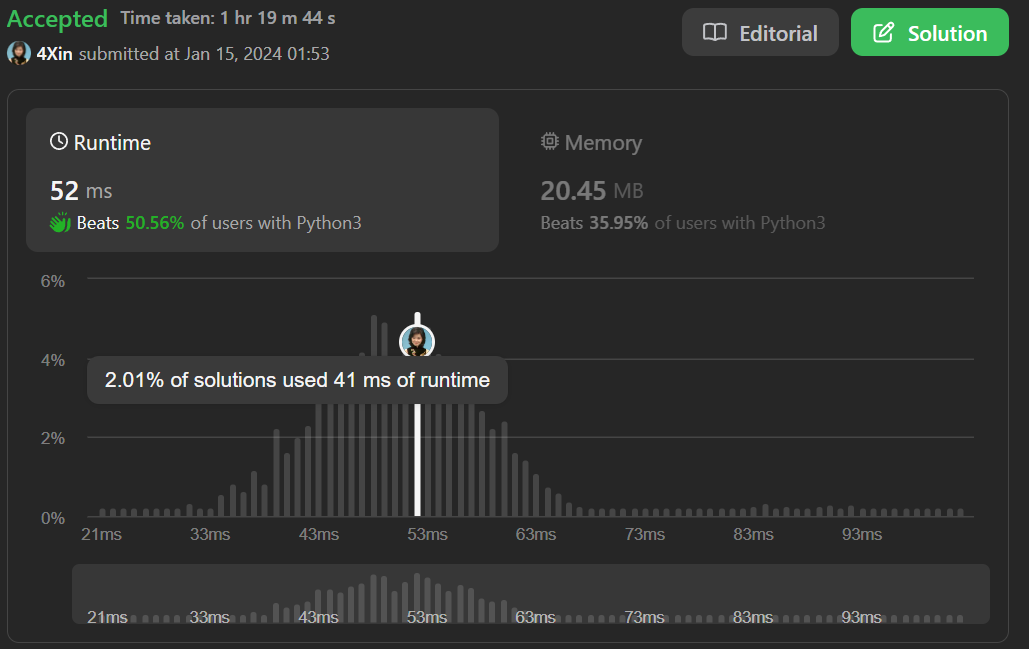 Accepted Time taken: 1 hr 19 m 44 s
Editorial
Solution
4Xin submitted at Jan 15, 2024 01:53
Runtime
Memory
52 ms
20.45 MB
Beats 50.56% of users with Python3
Beats 35.95% of users with Python3
6%
4%
2.01% of solutions used 41 ms of runtime
2%
0%
21ms 33ms 43ms 53ms 63ms 73ms 83ms 93ms
21ms 33ms 43ms 53ms 63ms 73ms 83ms 93ms